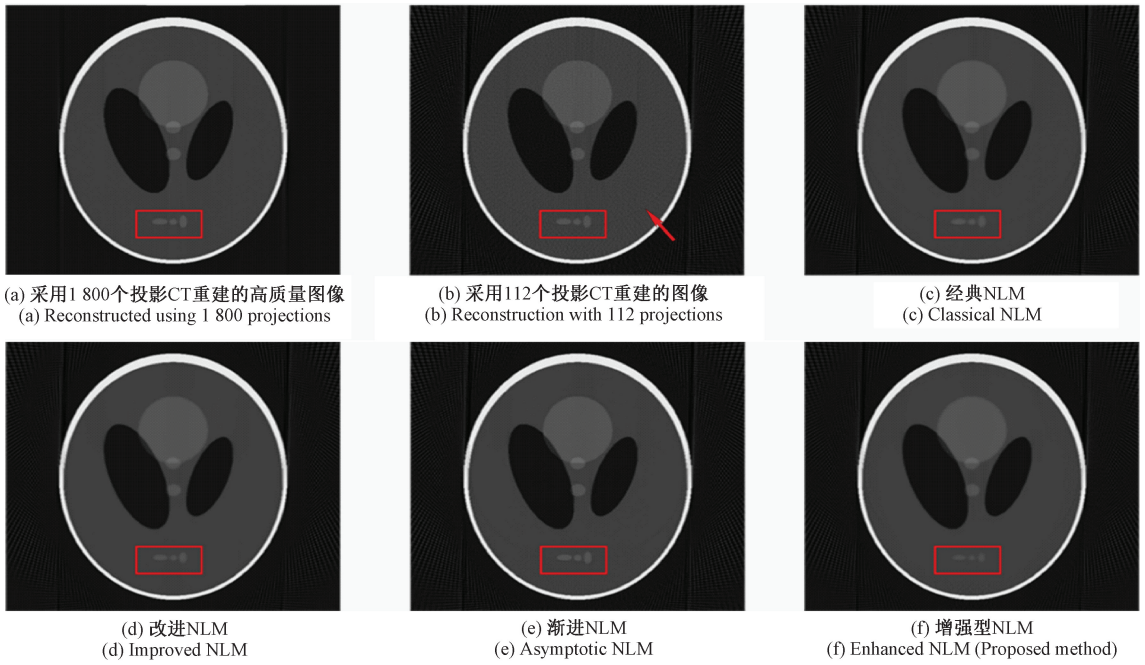 (a) 采用1 800个投影CT重建的高质量图像
(a) Reconstructed using 1 800 projections
(b) 采用112个投影CT重建的图像
(b) Reconstruction with 112 projections
(c) 经典NLM
(c) Classical NLM
(d) 改进NLM
(d) Improved NLM
(e) 渐进NLM
(e) Asymptotic NLM
(f) 增强型NLM
(f) Enhanced NLM (Proposed method)